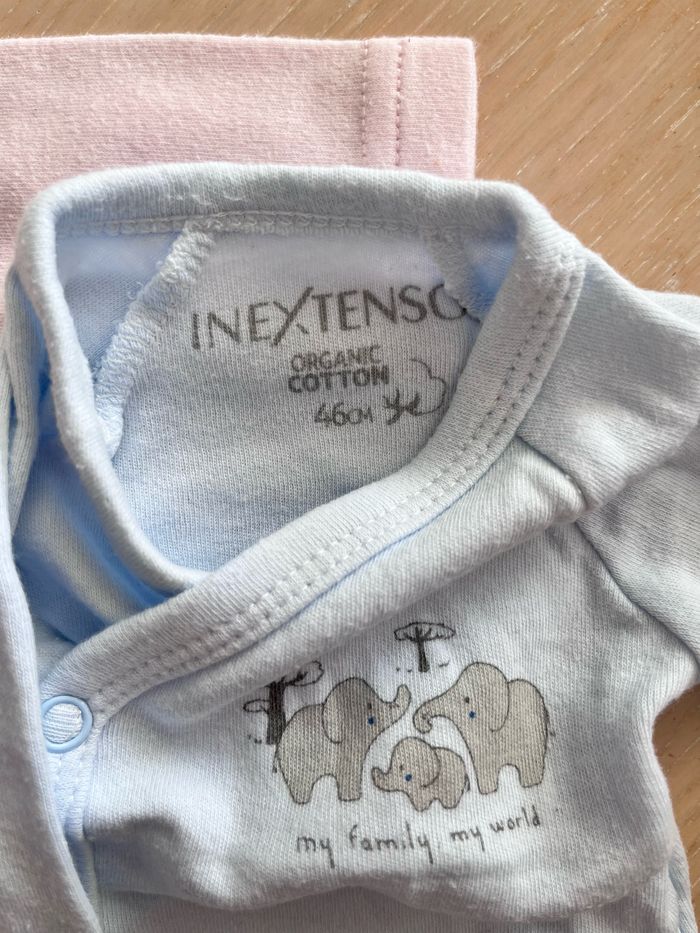 INEXTENSO
ORGANIC
COTTON
46CM
my family, my world